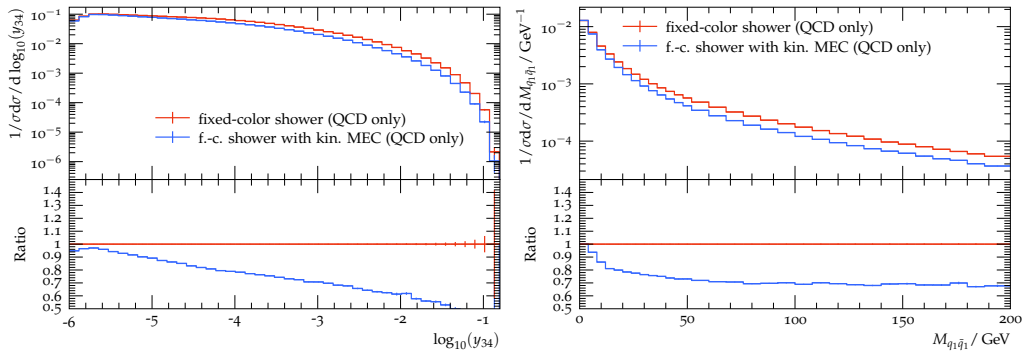 1/σ dσ/ d log₁₀(y₃₄)
10⁻¹
10⁻²
10⁻³
10⁻⁴
10⁻⁵
10⁻⁶
fixed-color shower (QCD only)
f.-c. shower with kin. MEC (QCD only)
Ratio
1.4
1.3
1.2
1.1
1
0.9
0.8
0.7
0.6
0.5
-6 -5 -4 -3 -2 -1
log₁₀(y₃₄)
1/σ dσ/ d M_{q₁q̄₁} / GeV⁻¹
10⁻²
10⁻³
10⁻⁴
fixed-color shower (QCD only)
f.-c. shower with kin. MEC (QCD only)
Ratio
1.4
1.3
1.2
1.1
1
0.9
0.8
0.7
0.6
0.5
0 50 100 150 200
M_{q₁q̄₁} / GeV